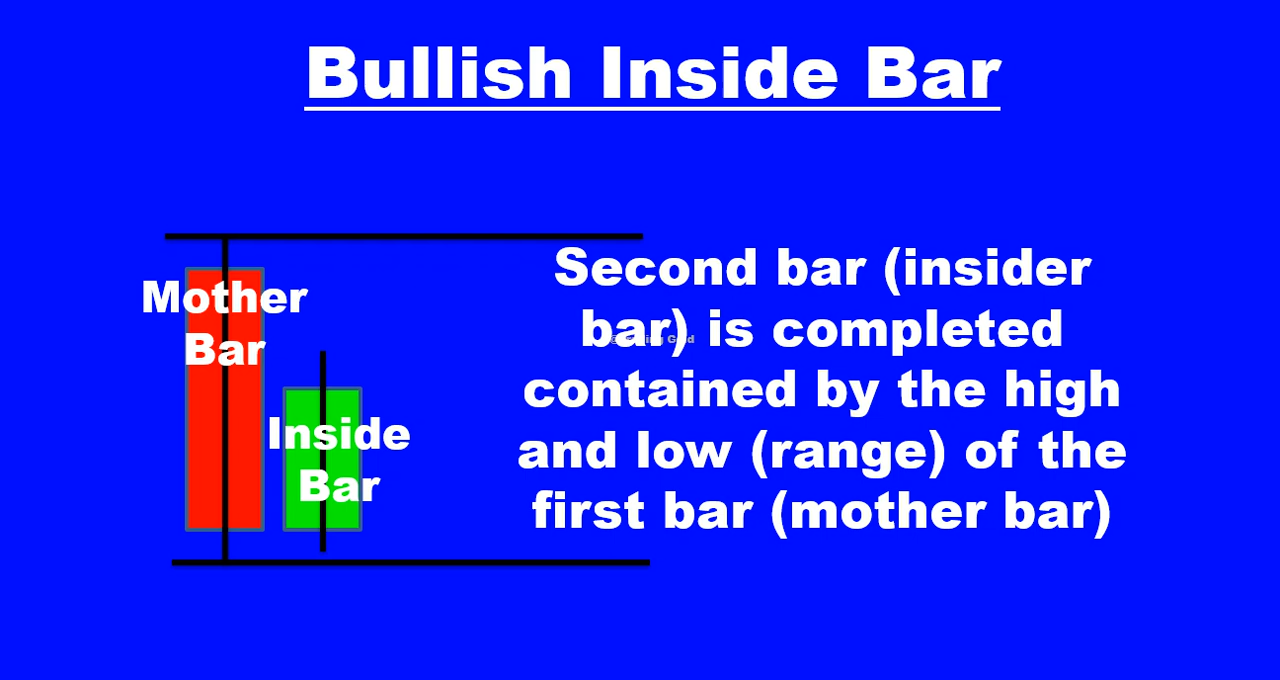 Bullish Inside Bar
Mother
Bar
Inside
Bar
Second bar (insider
bar) is completed
contained by the high
and low (range) of the
first bar (mother bar)